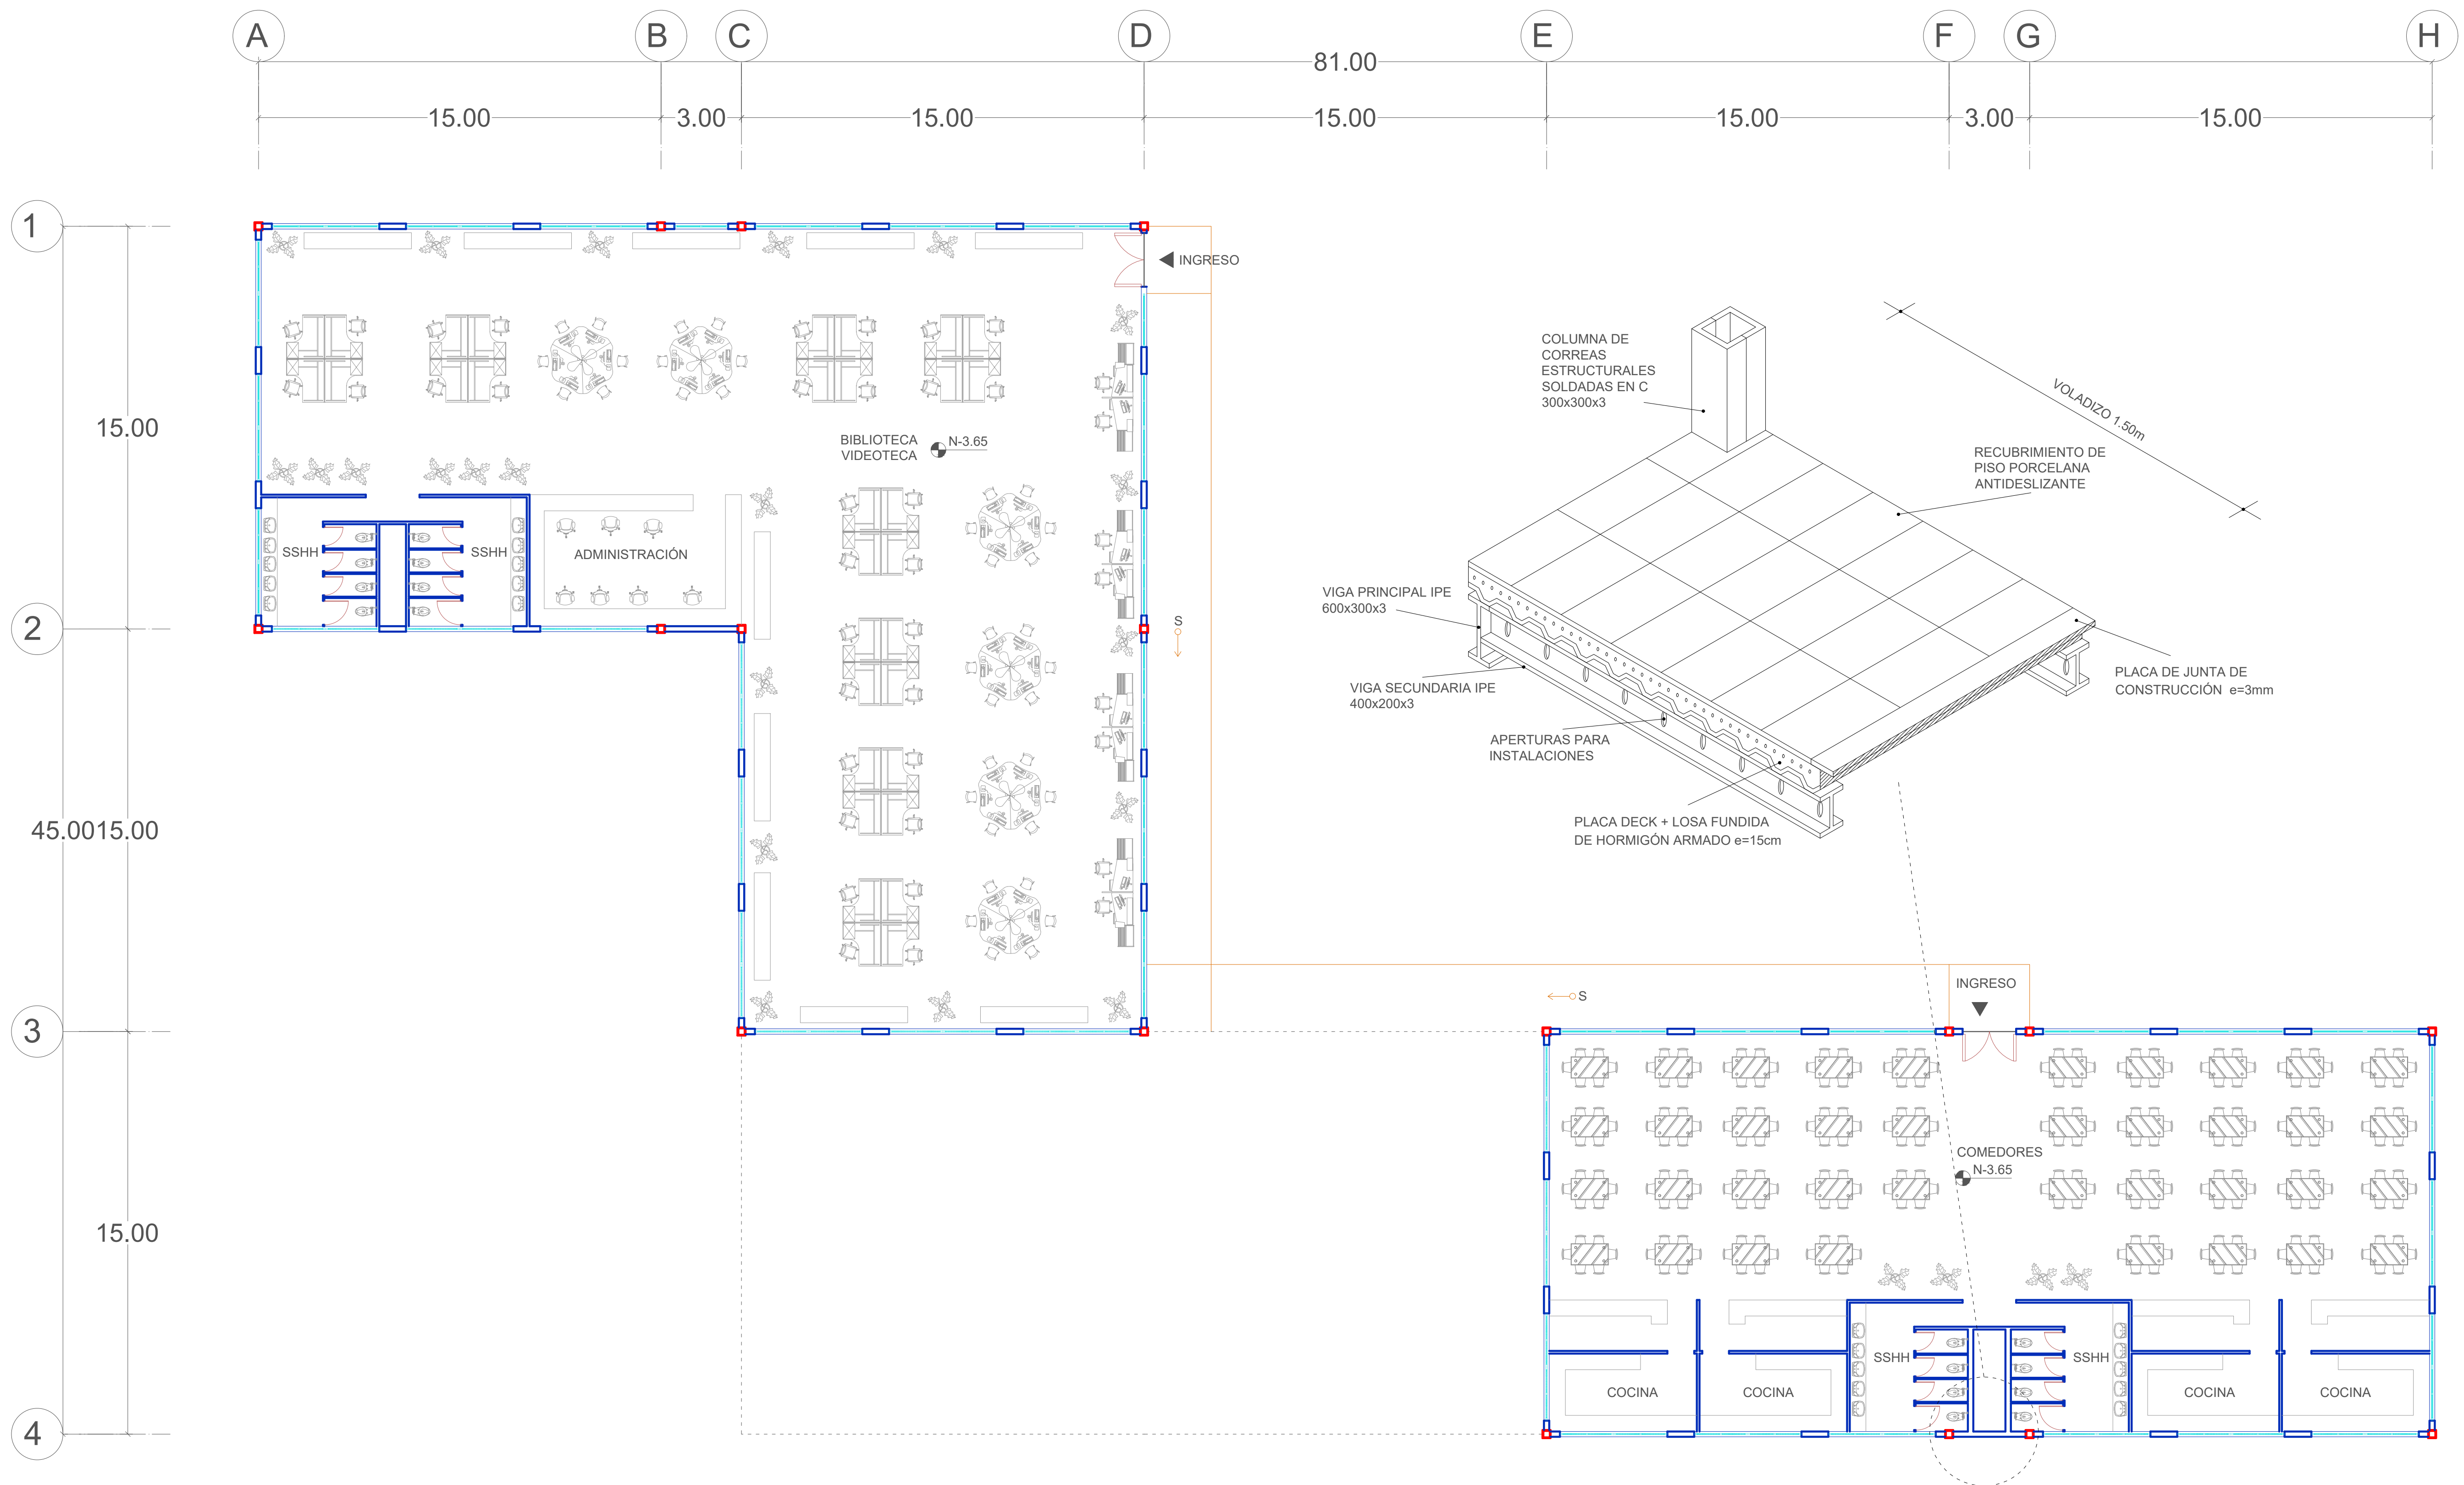 A
B
C
D
E
F
G
H
81.00
15.00
3.00
15.00
15.00
15.00
3.00
15.00
1
2
3
4
15.00
45.00
15.00
15.00
INGRESO
BIBLIOTECA
VIDEOTECA
N-3.65
SSHH
SSHH
ADMINISTRACIÓN
S
COLUMNA DE
CORREAS
ESTRUCTURALES
SOLDADAS EN C
300x300x3
VOLADIZO 1.50m
RECUBRIMIENTO DE
PISO PORCELANA
ANTIDESLIZANTE
VIGA PRINCIPAL IPE
600x300x3
VIGA SECUNDARIA IPE
400x200x3
APERTURAS PARA
INSTALACIONES
PLACA DE JUNTA DE
CONSTRUCCIÓN e=3mm
PLACA DECK + LOSA FUNDIDA
DE HORMIGÓN ARMADO e=15cm
S
INGRESO
COMEDORES
N-3.65
SSHH
SSHH
COCINA
COCINA
COCINA
COCINA